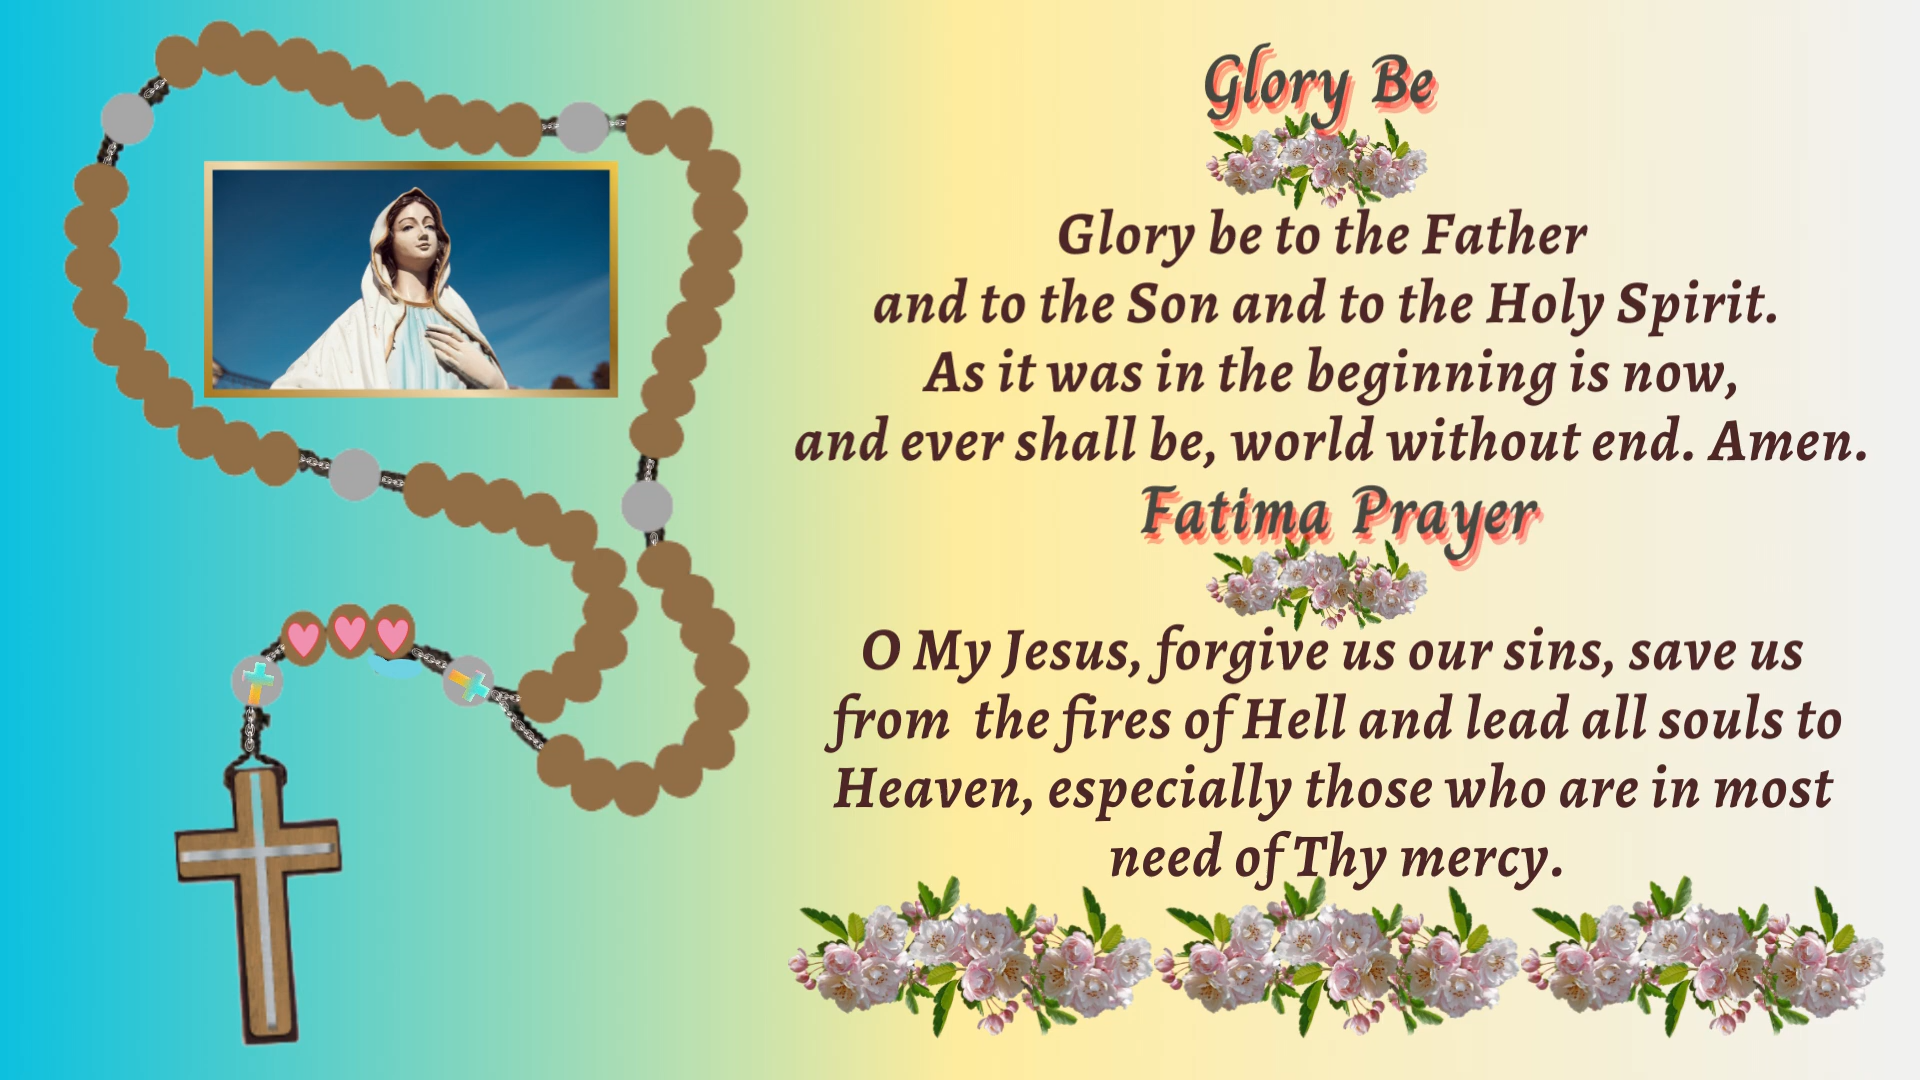 Glory Be
Glory be to the Father
and to the Son and to the Holy Spirit.
As it was in the beginning is now,
and ever shall be, world without end. Amen.
Fatima Prayer
O My Jesus, forgive us our sins, save us
from the fires of Hell and lead all souls to
Heaven, especially those who are in most
need of Thy mercy.